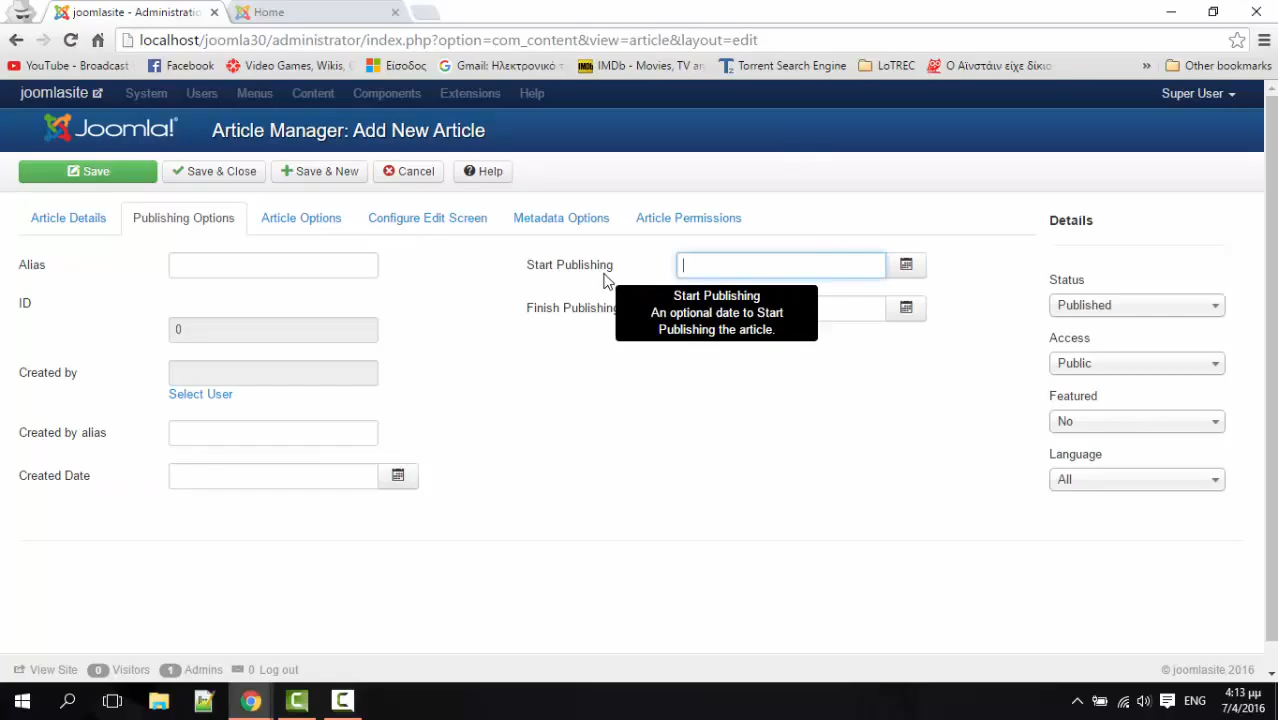 joomlasite - Administratio
Home
localhost/joomla30/administrator/index.php?option=com_content&view=article&layout=edit
YouTube - Broadcast
Facebook
Video Games, Wikis,
Είσοδος
Gmail: Ηλεκτρονικό τ
IMDb - Movies, TV an
Torrent Search Engine
LoTREC
Ο Αϊνστάιν είχε δίκιο
»
Other bookmarks
joomlasite
System
Users
Menus
Content
Components
Extensions
Help
Super User
Joomla!
Article Manager: Add New Article
Save
Save & Close
Save & New
Cancel
Help
Article Details
Publishing Options
Article Options
Configure Edit Screen
Metadata Options
Article Permissions
Alias
ID
0
Created by
Select User
Created by alias
Created Date
Start Publishing
Finish Publishing
Start Publishing
An optional date to Start
Publishing the article.
Details
Status
Published
Access
Public
Featured
No
Language
All
View Site
0 Visitors
1 Admins
0 Log out
© joomlasite 2016
ENG
4:13 μμ
7/4/2016